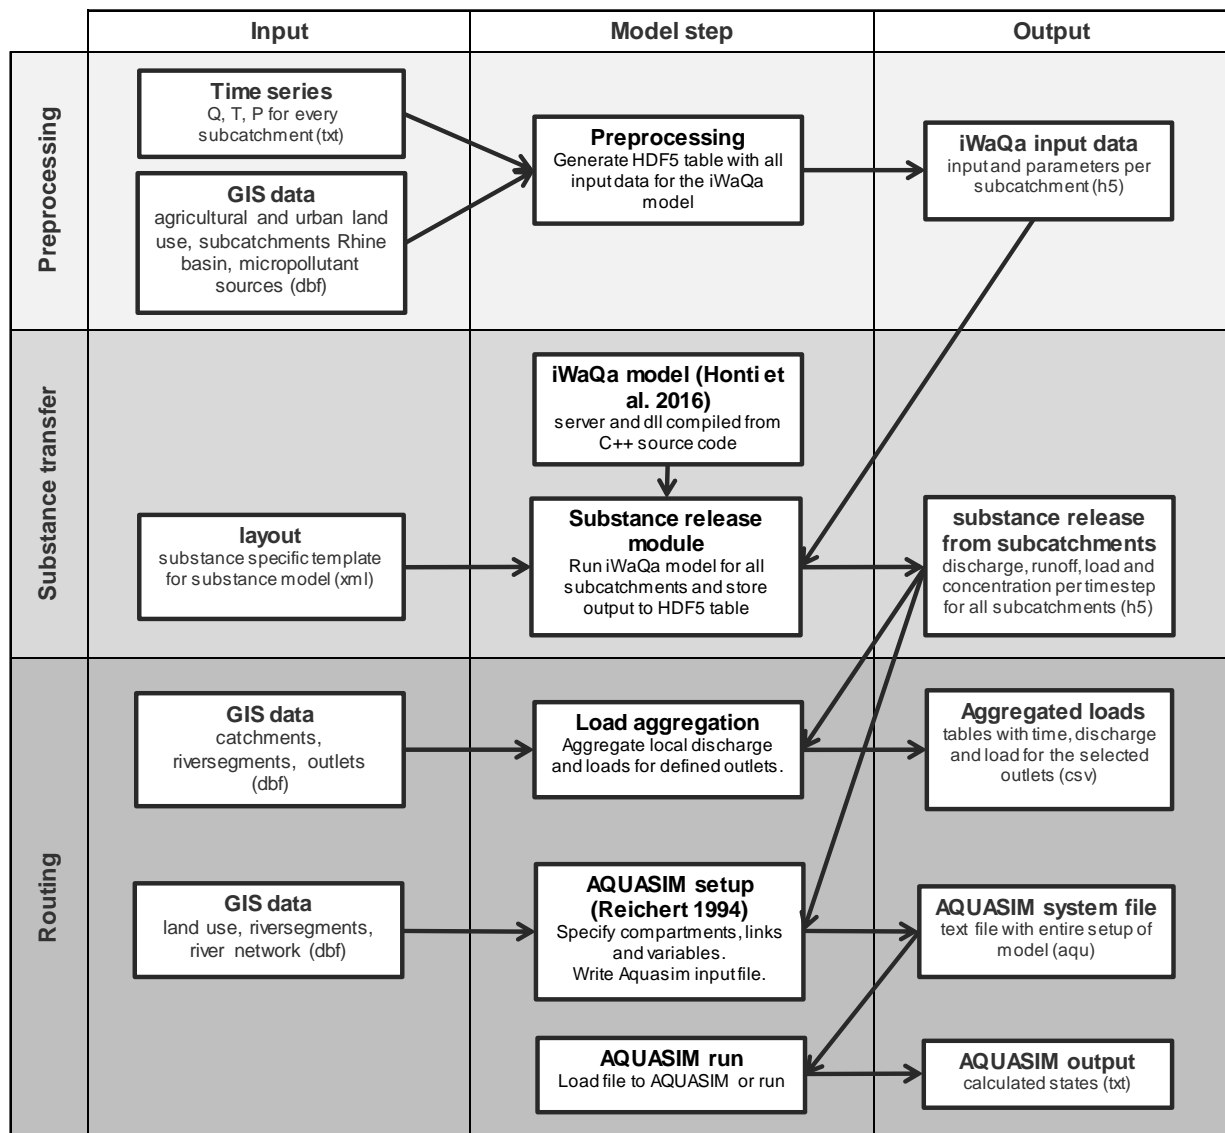 Input
Model step
Output
Preprocessing
Time series
Q, T, P for every
subcatchment (txt)
GIS data
agricultural and urban land
use, subcatchments Rhine
basin, micropollutant
sources (dbf)
Preprocessing
Generate HDF5 table with all
input data for the iWaQa
model
iWaQa input data
input and parameters per
subcatchment (h5)
Substance transfer
iWaQa model (Honti et
al. 2016)
server and dll compiled from
C++ source code
layout
substance specific template
for substance model (xml)
Substance release
module
Run iWaQa model for all
subcatchments and store
output to HDF5 table
substance release
from subcatchments
discharge, runoff, load and
concentration per timestep
for all subcatchments (h5)
Routing
GIS data
catchments,
riversegments, outlets
(dbf)
Load aggregation
Aggregate local discharge
and loads for defined outlets.
Aggregated loads
tables with time, discharge
and load for the selected
outlets (csv)
GIS data
land use, riversegments,
river network (dbf)
AQUASIM setup
(Reichert 1994)
Specify compartments, links
and variables.
Write Aquasim input file.
AQUASIM system file
text file with entire setup of
model (aqu)
AQUASIM run
Load file to AQUASIM or run
AQUASIM output
calculated states (txt)